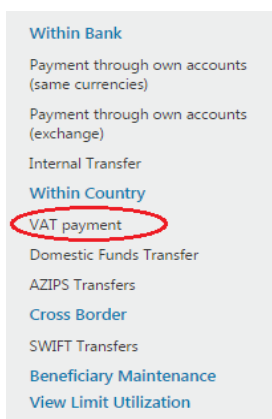 Within Bank
Payment through own accounts
(same currencies)
Payment through own accounts
(exchange)
Internal Transfer
Within Country
VAT payment
Domestic Funds Transfer
AZIPS Transfers
Cross Border
SWIFT Transfers
Beneficiary Maintenance
View Limit Utilization